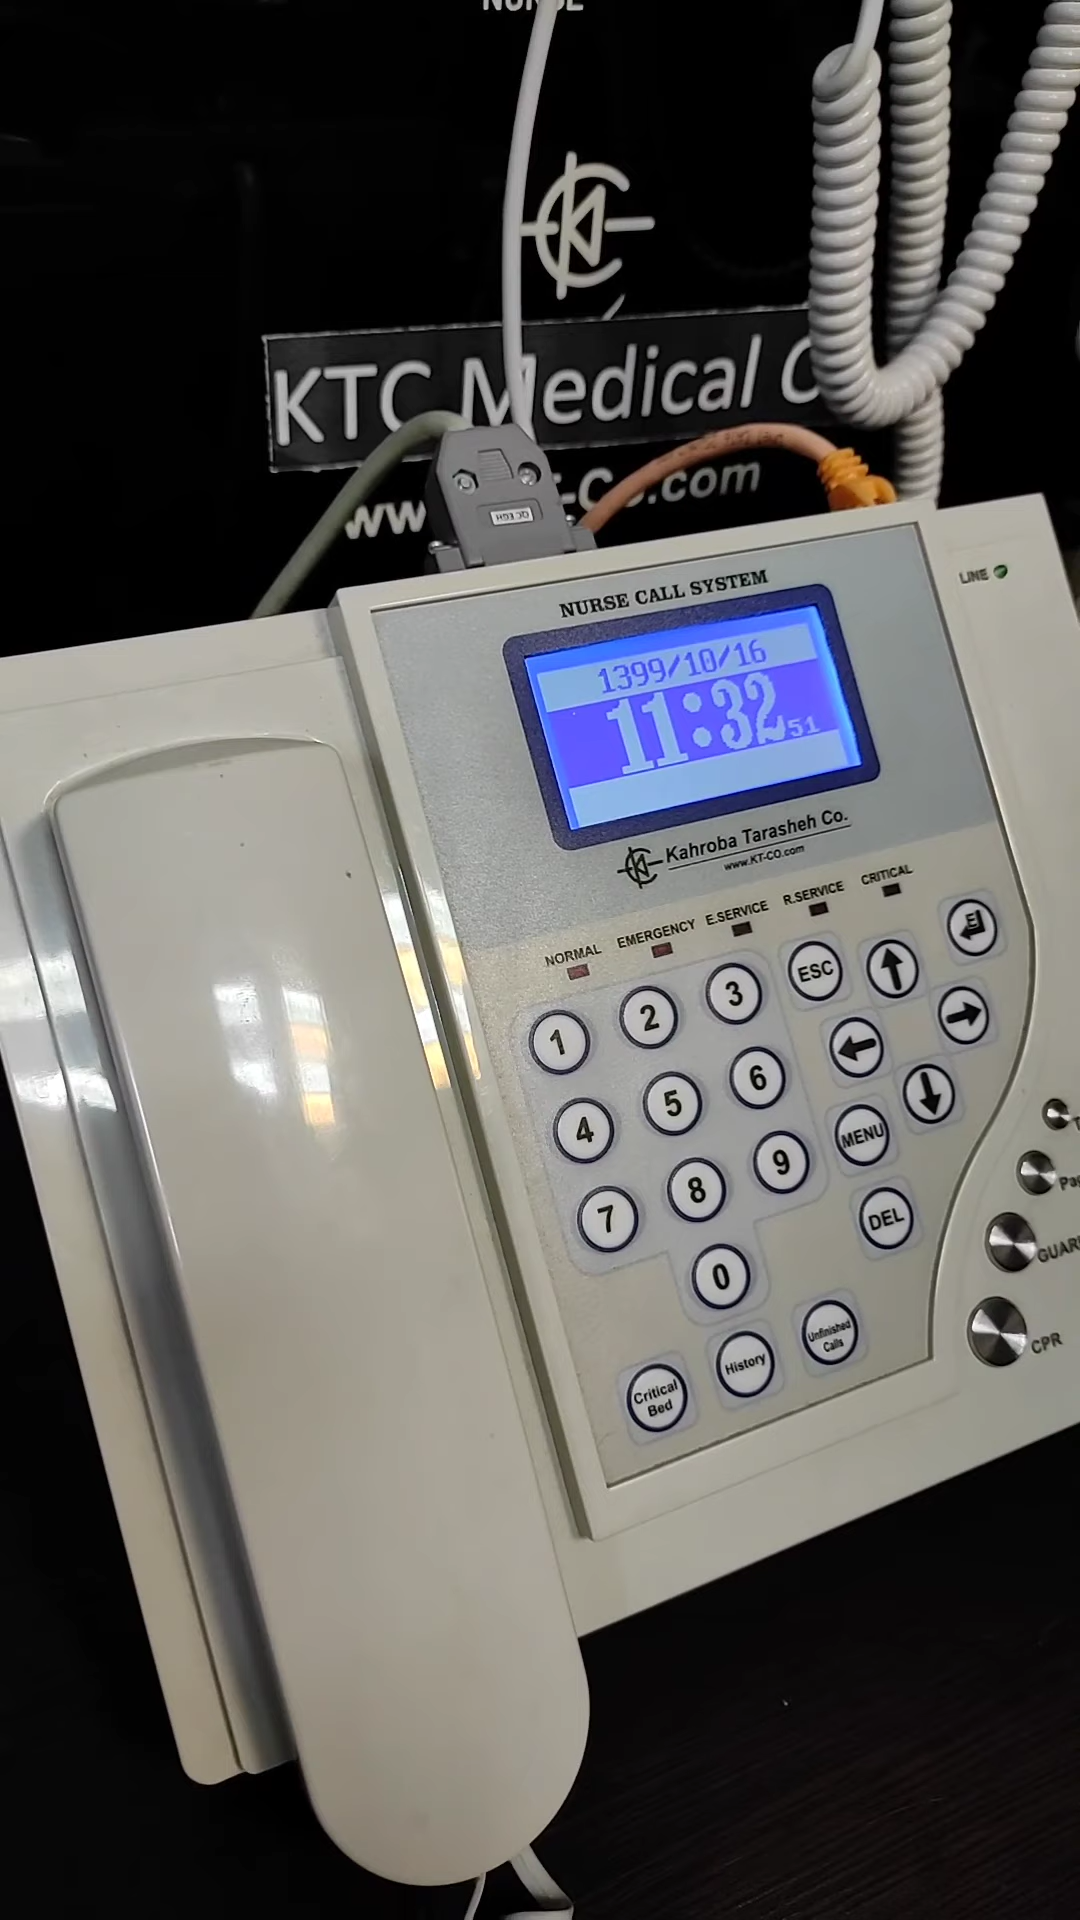 NURSE
KTC Medical
-Co.com
NURSE CALL SYSTEM
LINE
1399/10/16
11:32 51
Kahroba Tarasheh Co.
www.KT-CO.com
NORMAL
EMERGENCY
E.SERVICE
R.SERVICE
CRITICAL
1
2
3
ESC
4
5
6
7
8
9
MENU
0
DEL
Critical
Bed
History
Unfinished
Calls
CPR